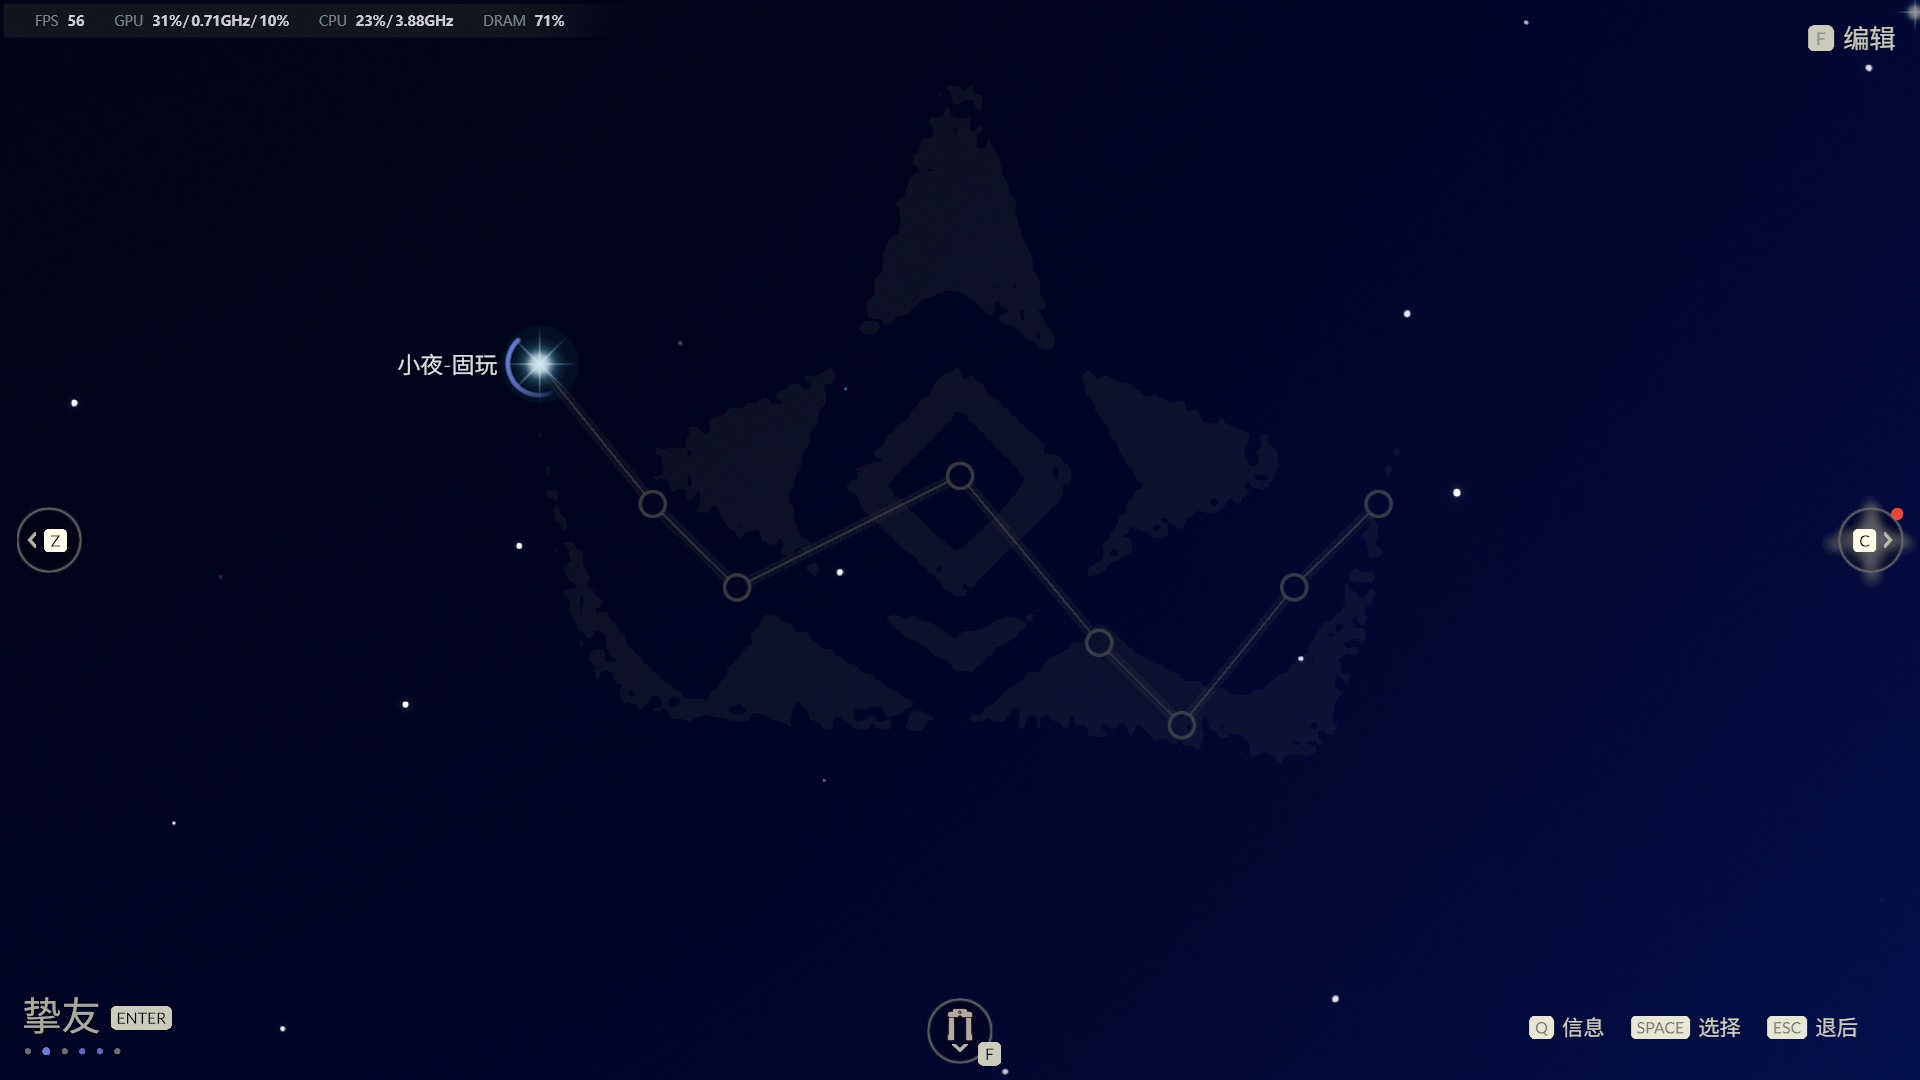 FPS 56 GPU 31%/0.71GHz/10% CPU 23%/3.88GHz DRAM 71%
F 编辑
小夜-固玩
Z
C
挚友 ENTER
F
Q 信息 SPACE 选择 ESC 退后